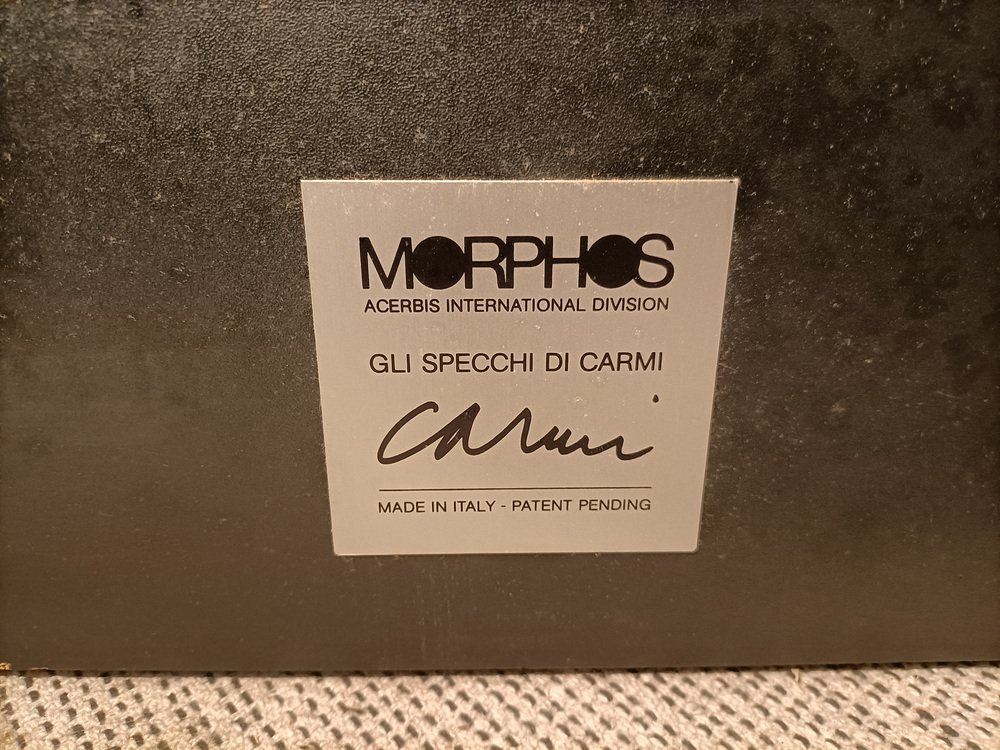 MORPHOS
ACERBIS INTERNATIONAL DIVISION
GLI SPECCHI DI CARMI
carmi
MADE IN ITALY - PATENT PENDING